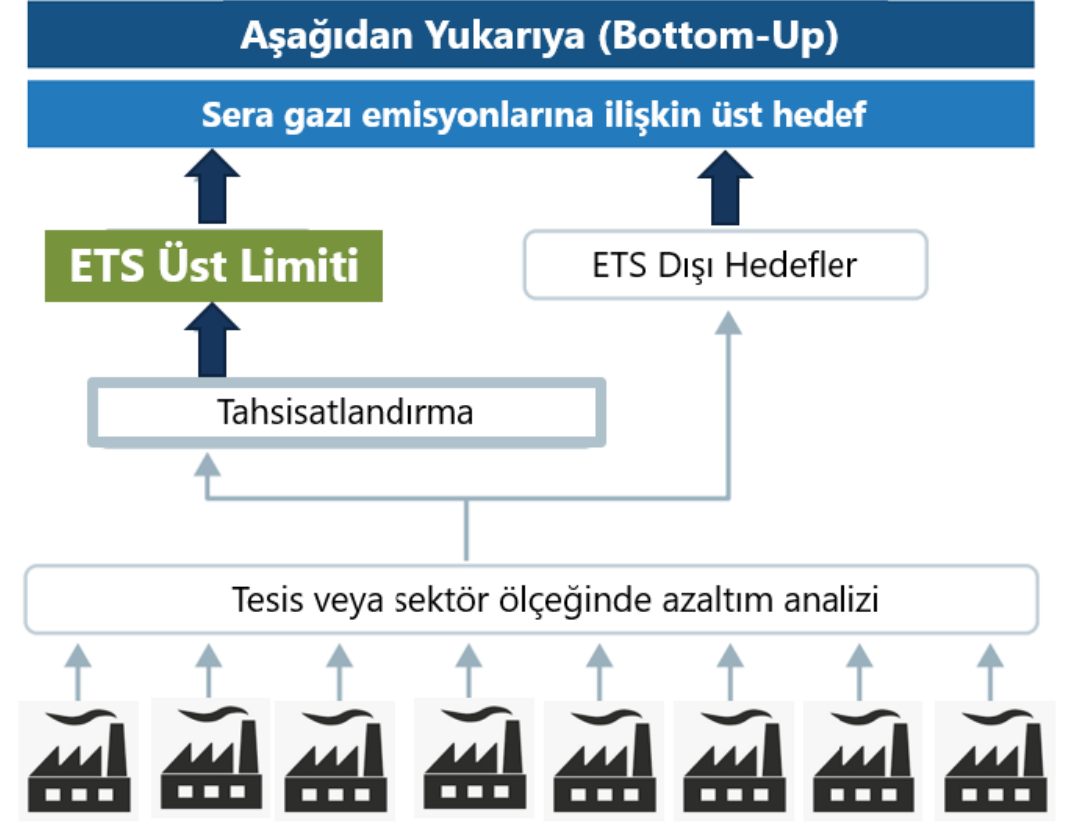 Aşağıdan Yukarıya (Bottom-Up)
Sera gazı emisyonlarına ilişkin üst hedef
ETS Üst Limiti
ETS Dışı Hedefler
Tahsisatlandırma
Tesis veya sektör ölçeğinde azaltım analizi